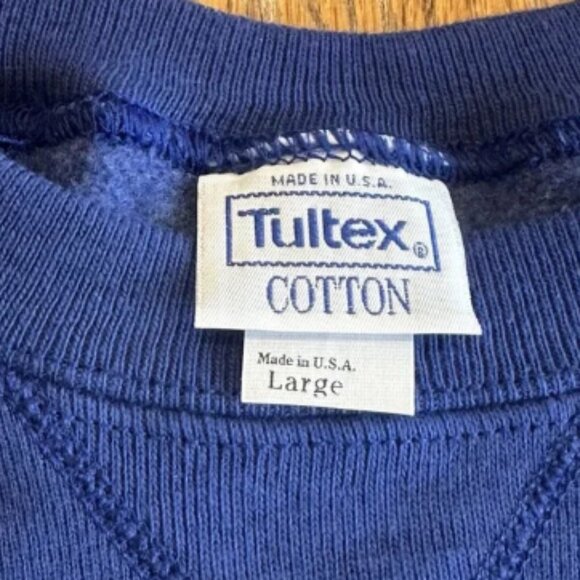 MADE IN U.S.A.
Tultex®
COTTON
Made in U.S.A.
Large